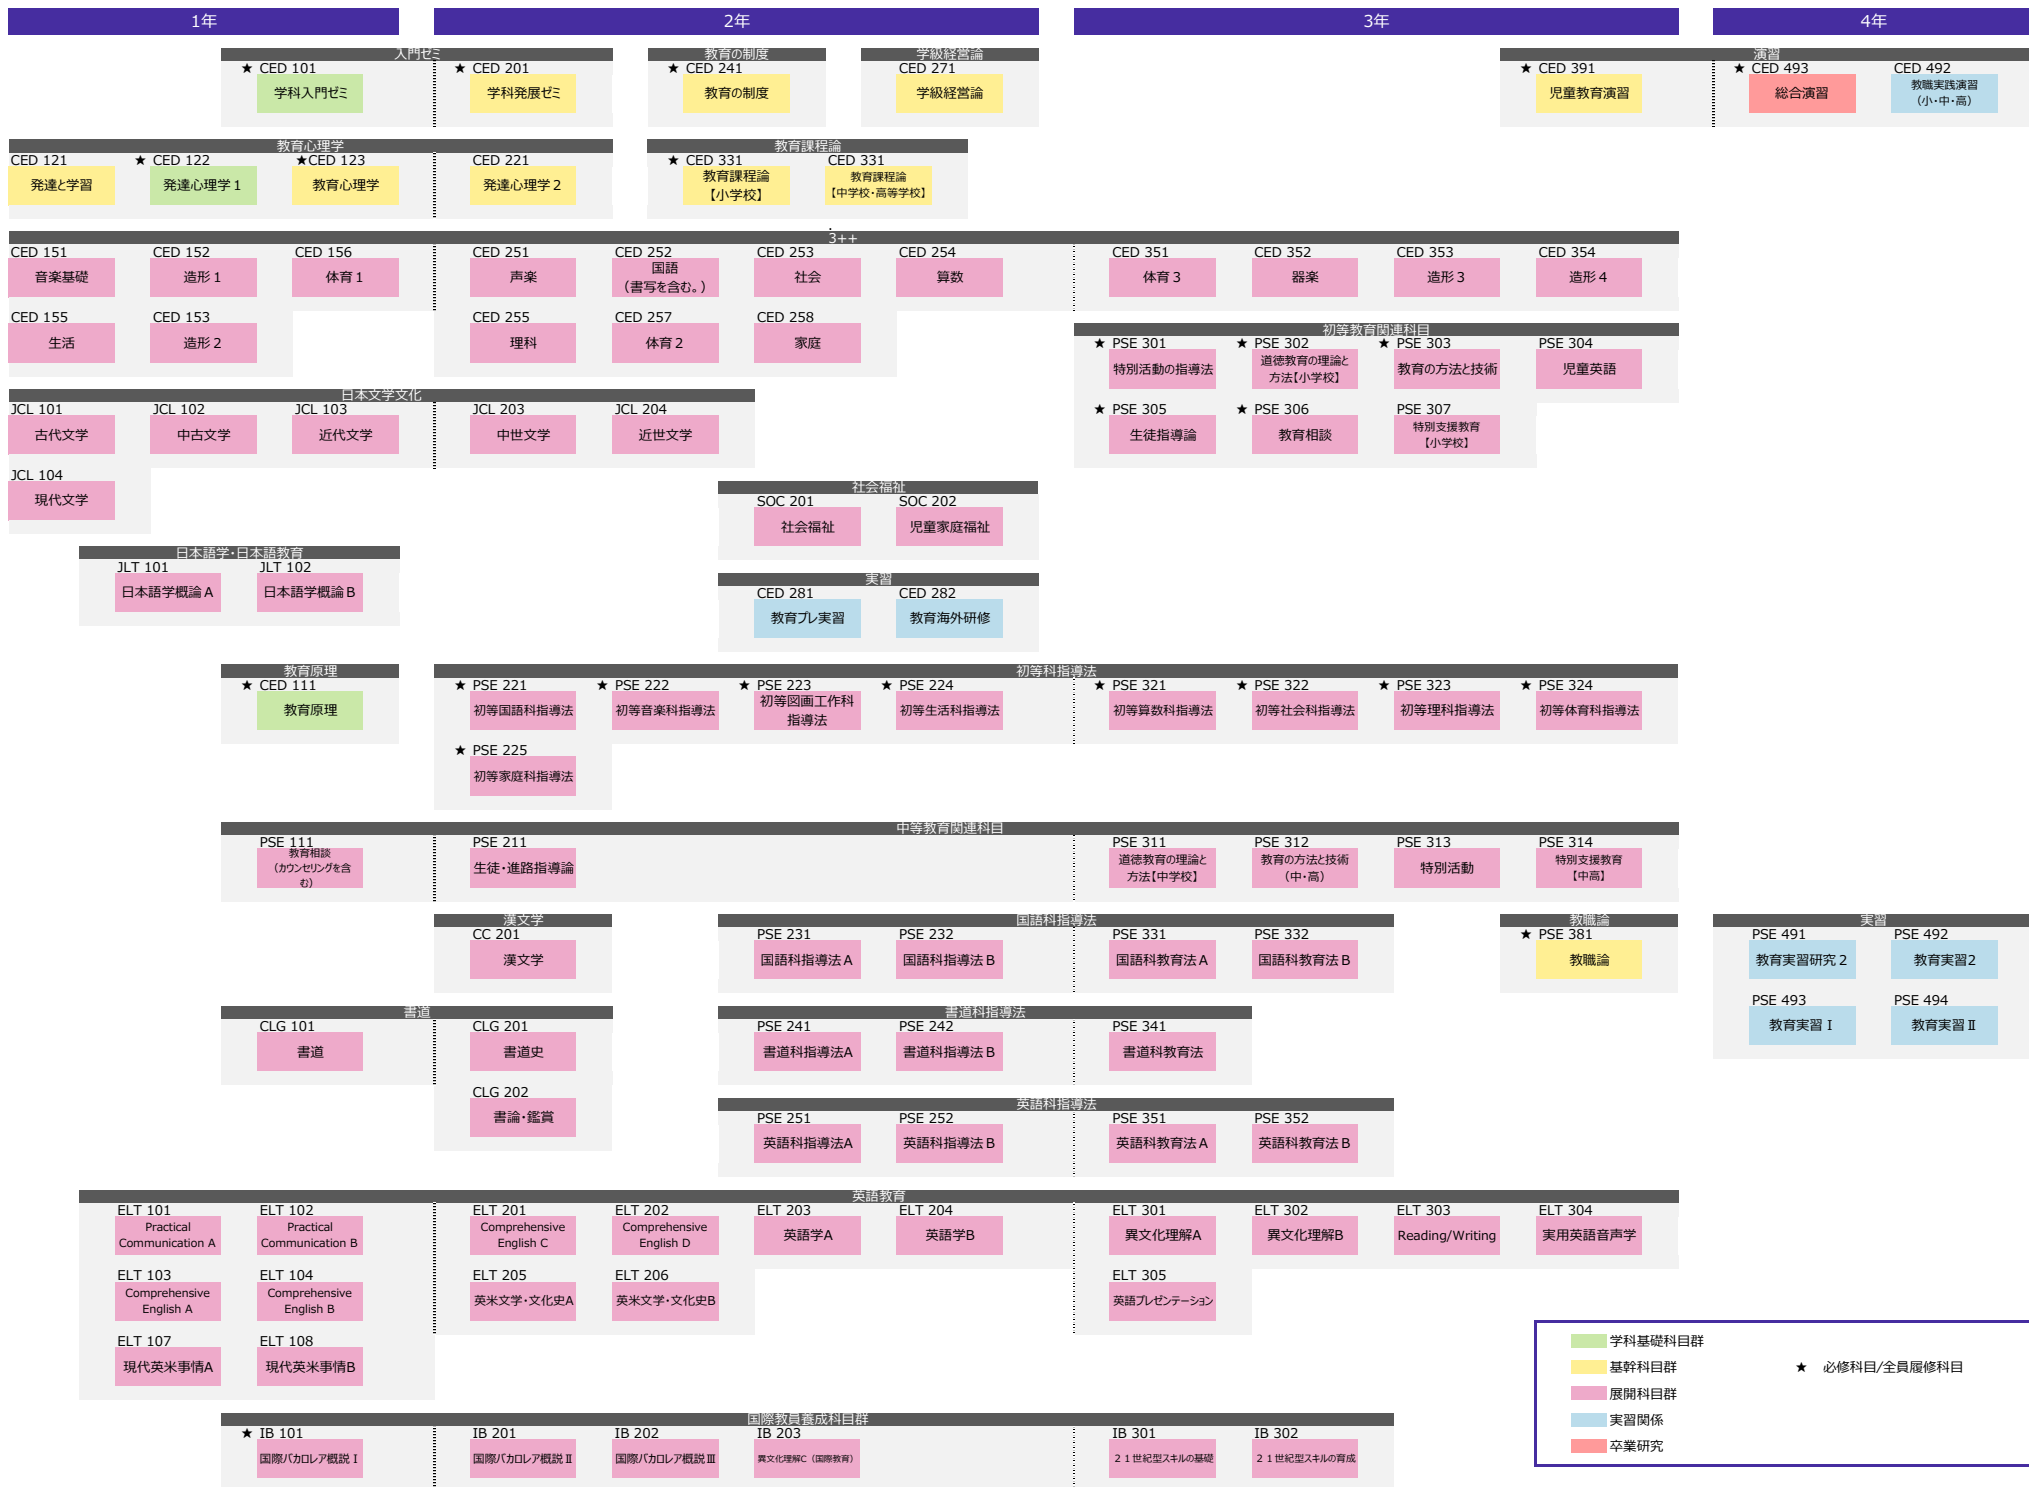 1年 2年 3年 4年
入門ゼミ 教育の制度 学級経営論 演習
★ CED 101 ★ CED 201 ★ CED 241 CED 271 ★ CED 391 ★ CED 493 CED 492
学科入門ゼミ 学科発展ゼミ 教育の制度 学級経営論 児童教育演習 総合演習 教職実践演習
（小・中・高）
教育心理学 教育課程論
CED 121 ★ CED 122 ★CED 123 CED 221 ★ CED 331 CED 331
発達と学習 発達心理学１ 教育心理学 発達心理学２ 教育課程論 教育課程論
【小学校】 【中学校・高等学校】
3++
CED 151 CED 152 CED 156 CED 251 CED 252 CED 253 CED 254 CED 351 CED 352 CED 353 CED 354
音楽基礎 造形１ 体育１ 声楽 国語 社会 算数 体育３ 器楽 造形３ 造形４
（書写を含む。）
CED 155 CED 153 CED 255 CED 257 CED 258
生活 造形２ 理科 体育２ 家庭
初等教育関連科目
★ PSE 301 ★ PSE 302 ★ PSE 303 PSE 304
特別活動の指導法 道徳教育の理論と 教育の方法と技術 児童英語
方法【小学校】
日本文学文化
JCL 101 JCL 102 JCL 103 JCL 203 JCL 204 ★ PSE 305 ★ PSE 306 PSE 307
古代文学 中古文学 近代文学 中世文学 近世文学 生徒指導論 教育相談 特別支援教育
【小学校】
JCL 104
現代文学
社会福祉
SOC 201 SOC 202
社会福祉 児童家庭福祉
日本語学・日本語教育
JLT 101 JLT 102
日本語学概論Ａ 日本語学概論Ｂ
実習
CED 281 CED 282
教育プレ実習 教育海外研修
教育原理 初等科指導法
★ CED 111 ★ PSE 221 ★ PSE 222 ★ PSE 223 ★ PSE 224 ★ PSE 321 ★ PSE 322 ★ PSE 323 ★ PSE 324
教育原理 初等国語科指導法 初等音楽科指導法 初等図画工作科 初等生活科指導法 初等算数科指導法 初等社会科指導法 初等理科指導法 初等体育科指導法
指導法
★ PSE 225
初等家庭科指導法
中等教育関連科目
PSE 111 PSE 211 PSE 311 PSE 312 PSE 313 PSE 314
教育相談 生徒・進路指導論 道徳教育の理論と 教育の方法と技術 特別活動 特別支援教育
（カウンセリングを含 方法【中学校】 （中・高） 【中高】
む）
漢文学 国語科指導法 教職論 実習
CC 201 PSE 231 PSE 232 PSE 331 PSE 332 ★ PSE 381 PSE 491 PSE 492
漢文学 国語科指導法Ａ 国語科指導法Ｂ 国語科教育法Ａ 国語科教育法Ｂ 教職論 教育実習研究２ 教育実習2
PSE 493 PSE 494
教育実習Ⅰ 教育実習Ⅱ
書道 書道科指導法
CLG 101 CLG 201 PSE 241 PSE 242 PSE 341
書道 書道史 書道科指導法A 書道科指導法Ｂ 書道科教育法
CLG 202
書論・鑑賞
英語科指導法
PSE 251 PSE 252 PSE 351 PSE 352
英語科指導法A 英語科指導法Ｂ 英語科教育法Ａ 英語科教育法Ｂ
英語教育
ELT 101 ELT 102 ELT 201 ELT 202 ELT 203 ELT 204 ELT 301 ELT 302 ELT 303 ELT 304
Practical Practical Comprehensive Comprehensive 英語学A 英語学B 異文化理解A 異文化理解B Reading/Writing 実用英語音声学
Communication A Communication B English C English D
ELT 103 ELT 104 ELT 205 ELT 206 ELT 305
Comprehensive Comprehensive 英米文学・文化史A 英米文学・文化史B 英語プレゼンテーション
English A English B
ELT 107 ELT 108
現代英米事情A 現代英米事情B
学科基礎科目群
基幹科目群 ★ 必修科目/全員履修科目
展開科目群
実習関係
卒業研究
国際教員養成科目群
★ IB 101 IB 201 IB 202 IB 203 IB 301 IB 302
国際バカロレア概説Ⅰ 国際バカロレア概説Ⅱ 国際バカロレア概説Ⅲ 異文化理解C（国際教育） ２１世紀型スキルの基礎 ２１世紀型スキルの育成